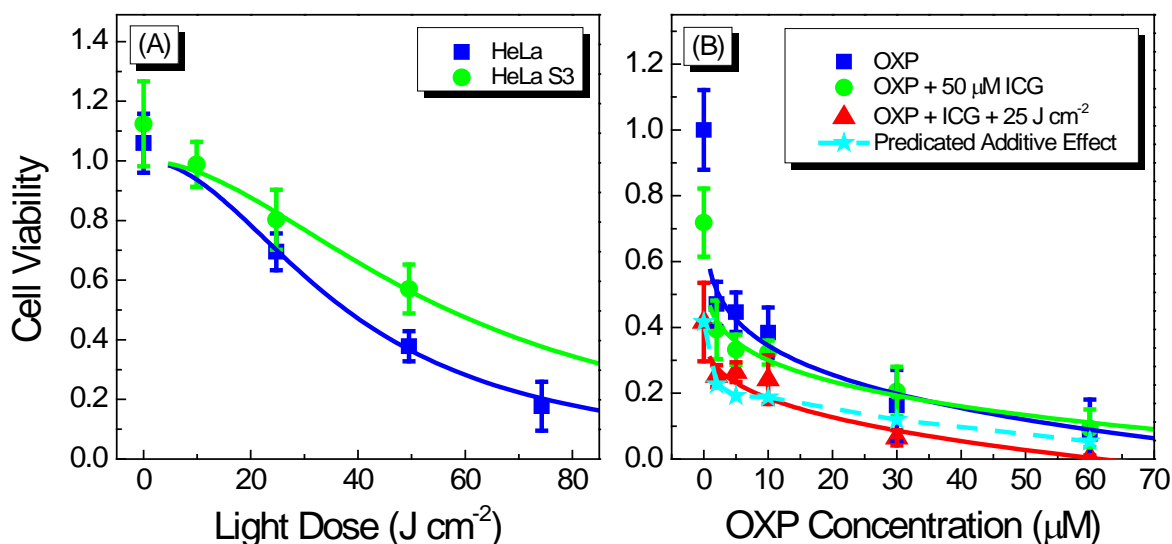 (A)
HeLa
HeLa S3
1.4
1.2
1.0
0.8
0.6
0.4
0.2
0.0
0 20 40 60 80
Cell Viability
Light Dose (J cm⁻²)
(B)
OXP
OXP + 50 μM ICG
OXP + ICG + 25 J cm⁻²
Predicated Additive Effect
1.2
1.0
0.8
0.6
0.4
0.2
0.0
0 10 20 30 40 50 60 70
OXP Concentration (μM)